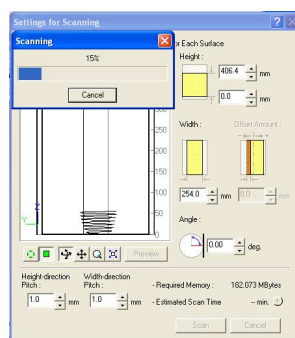 Settings for Scanning
Scanning
15%
Cancel
or Each Surface
Height :
406.4 mm
0.0 mm
300
250
200
150
100
50
0
Z
Y
Width :
Offset Amount :
254.0 mm
0.0 mm
Angle :
0.00 deg.
Preview
Height-direction Pitch :
1.0 mm
Width-direction Pitch :
1.0 mm
- Required Memory : 182.073 MBytes
- Estimated Scan Time -- min.
Scan
Cancel